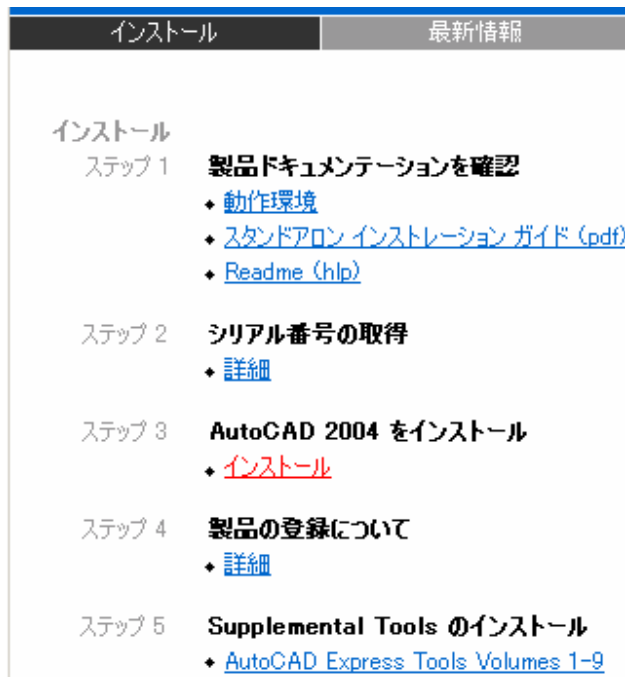 インストール 最新情報
インストール
ステップ 1 製品ドキュメンテーションを確認
動作環境
スタンドアロン インストレーション ガイド (pdf)
Readme (hlp)
ステップ 2 シリアル番号の取得
詳細
ステップ 3 AutoCAD 2004 をインストール
インストール
ステップ 4 製品の登録について
詳細
ステップ 5 Supplemental Tools のインストール
AutoCAD Express Tools Volumes 1-9